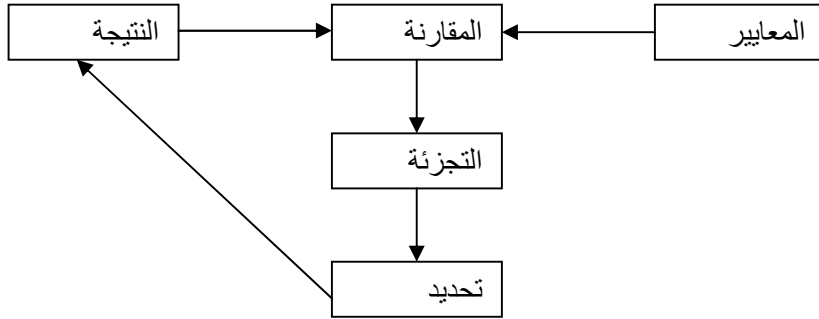 المعايير
المقارنة
النتيجة
التجزئة
تحديد